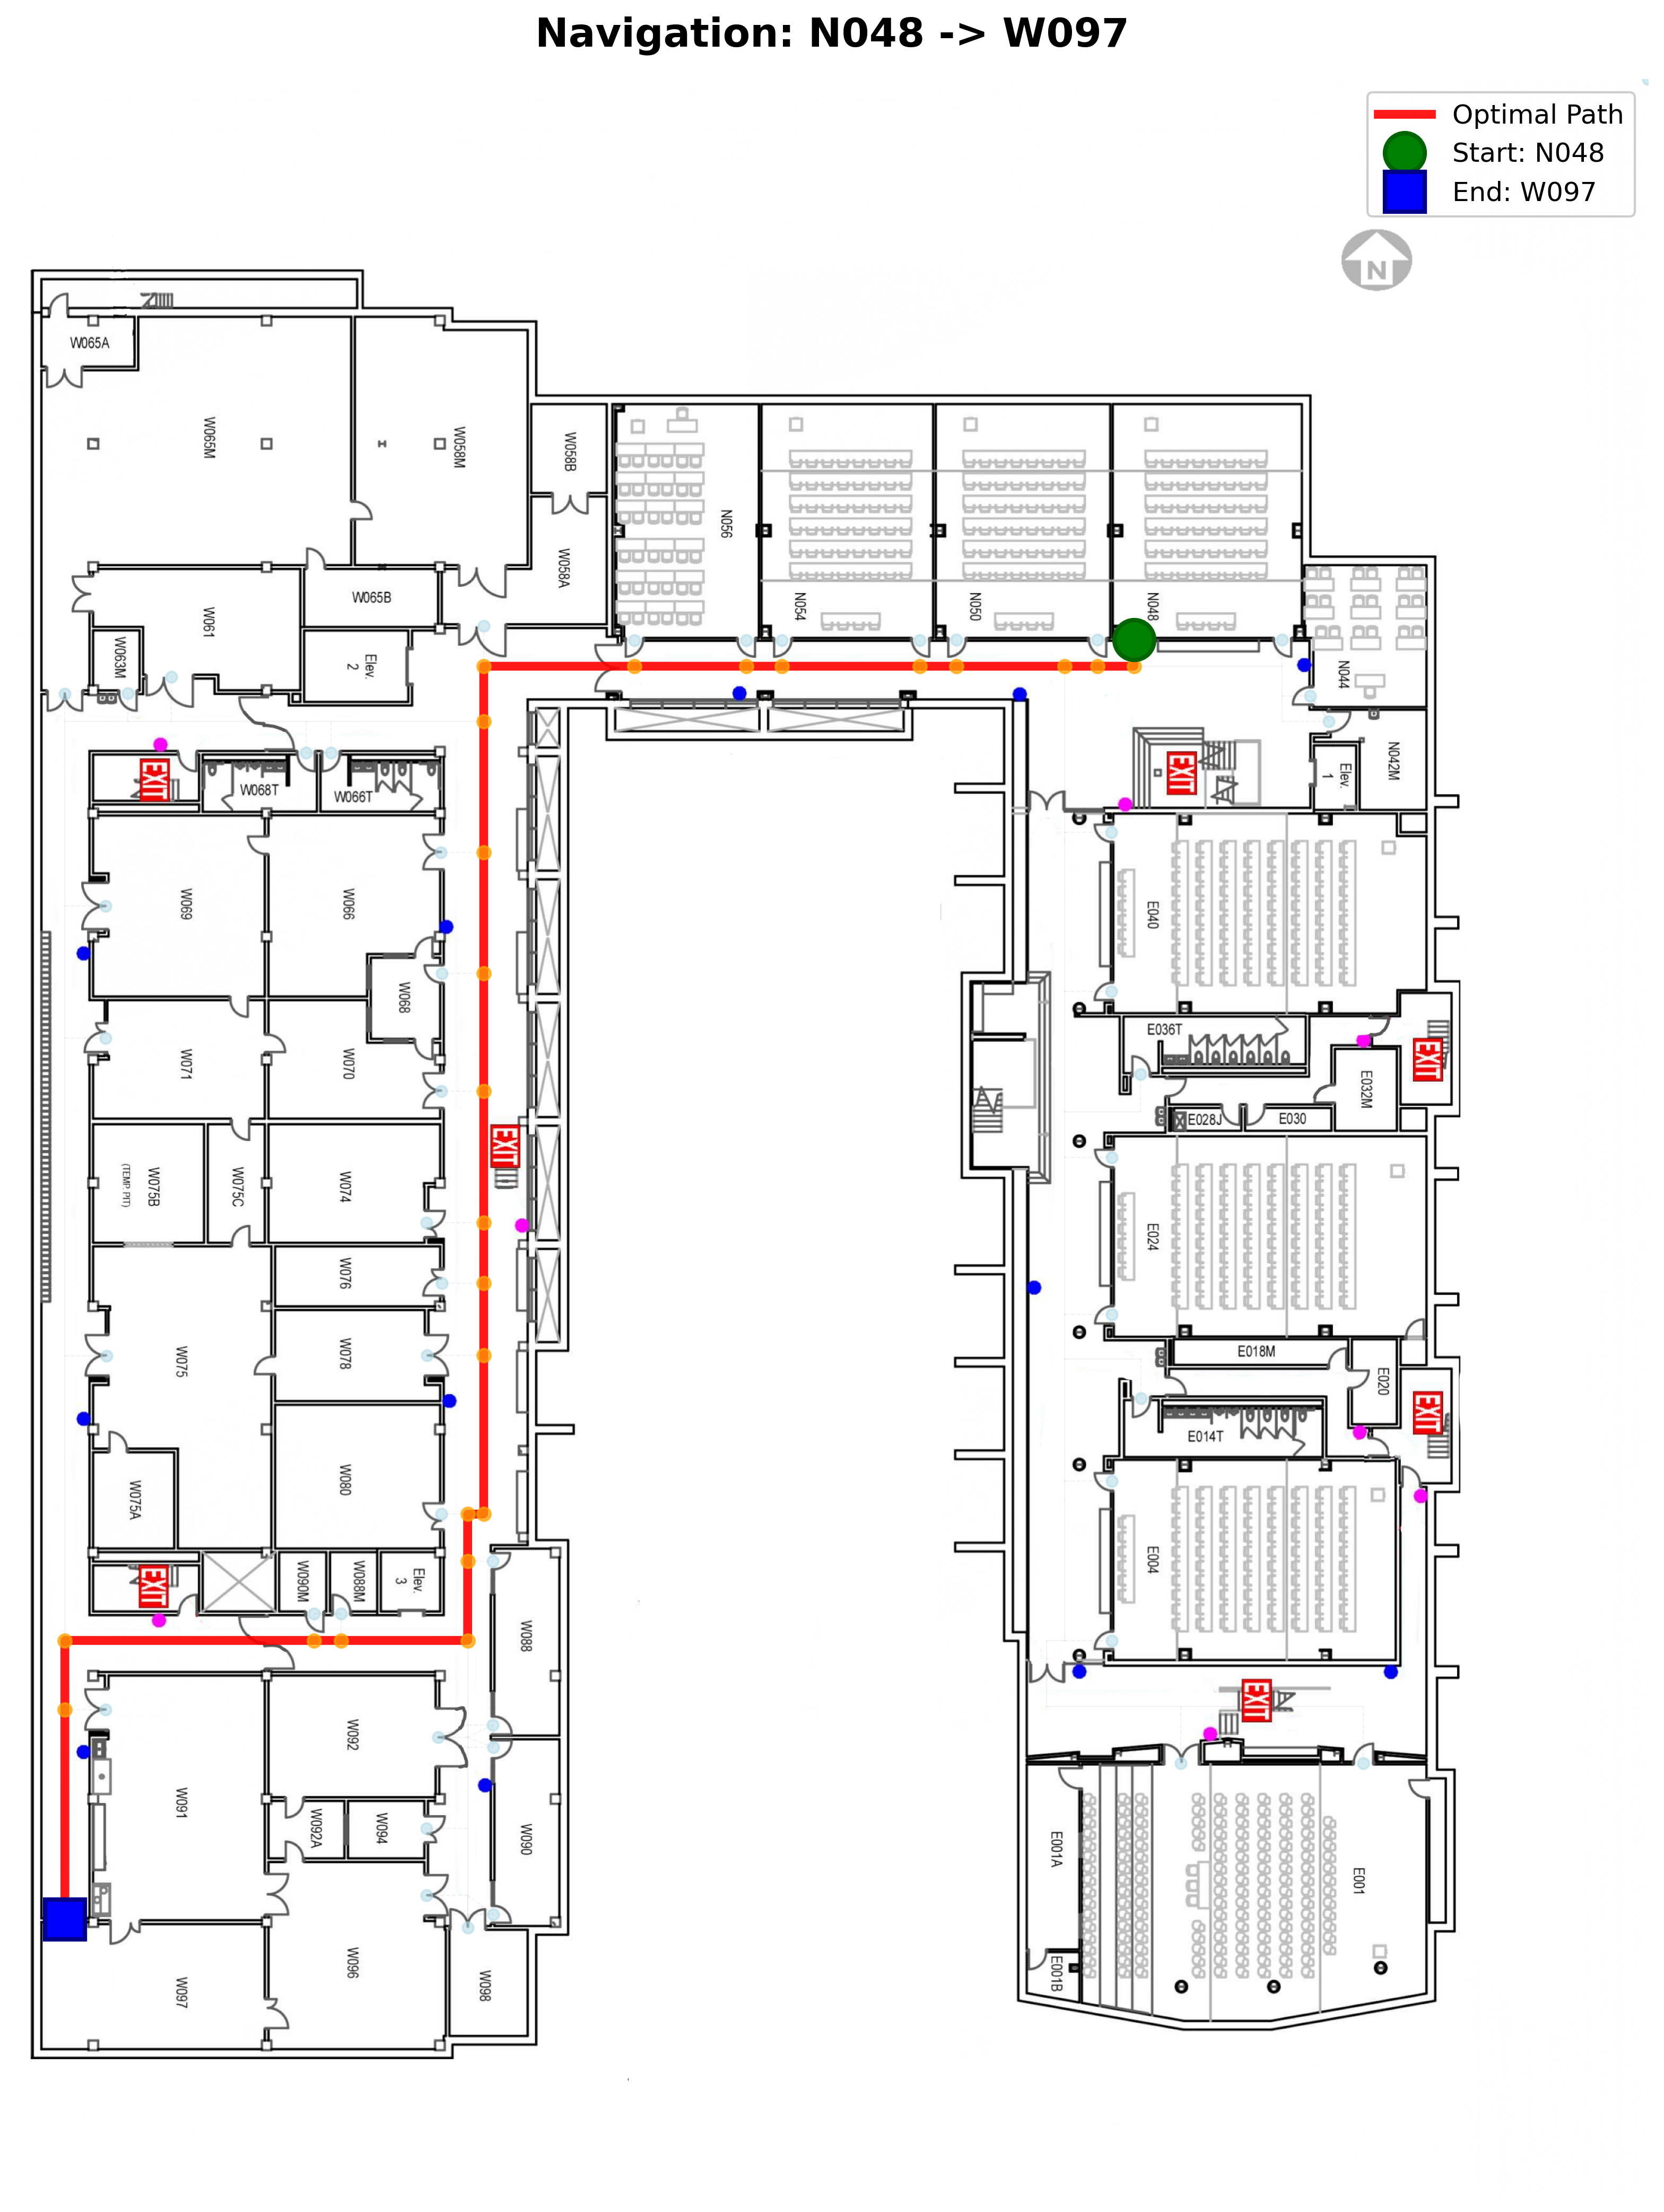 Navigation: N048 -> W097
Optimal Path
Start: N048
End: W097
N
W065A
W065M
W058M
W058B
W058A
N056
N054
N050
N048
W065B
W061
W063M
Elev.
2
N044
N042M
Elev.
1
EXIT
EXIT
W068T
W066T
W069
W066
W068
E040
W071
W070
E036T
E032M
EXIT
E028J
E030
W075B
(TEMP. PIT)
W075C
W074
EXIT
E024
W076
W075
W078
E018M
E020
EXIT
E014T
W075A
W080
E004
EXIT
W090M
W088M
Elev.
3
W088
W092
EXIT
W091
W092A
W094
W090
E001A
E001
W097
W096
W098
E001B